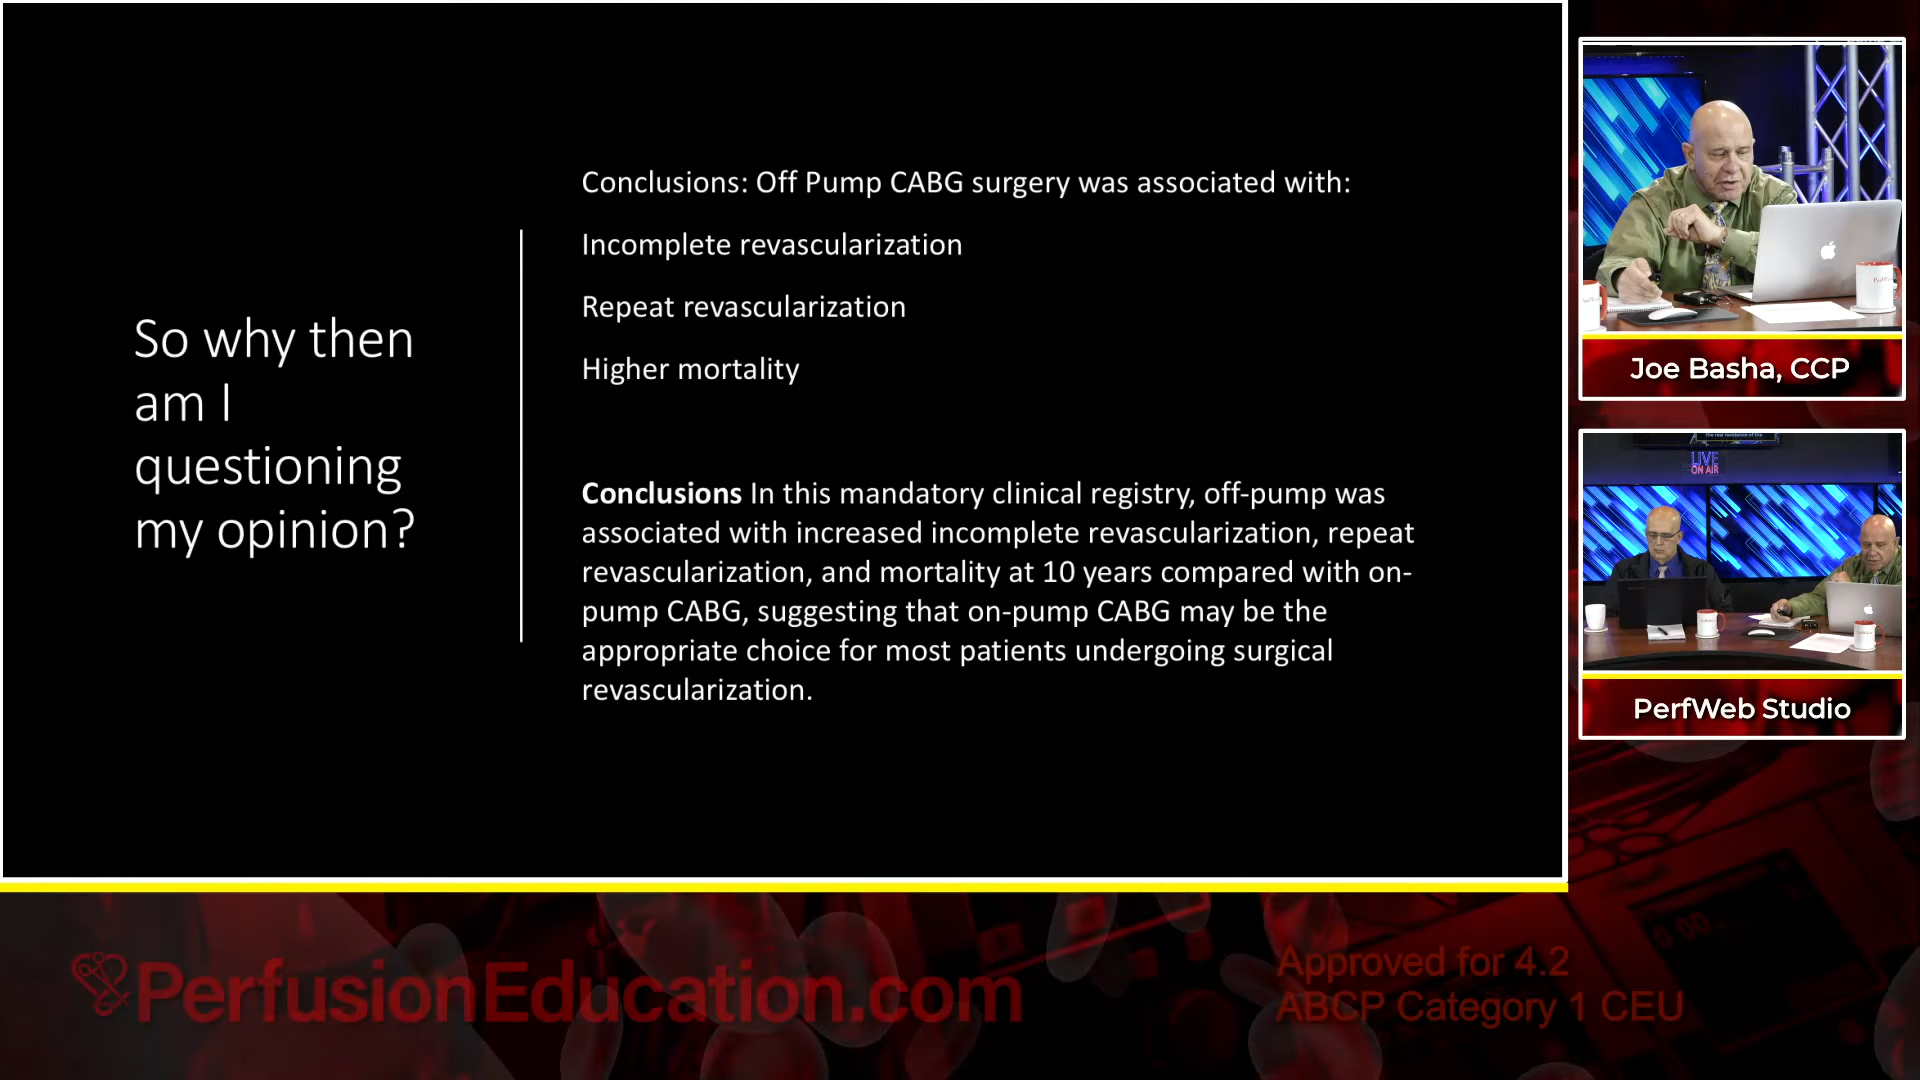 So why then
am I
questioning
my opinion?
Conclusions: Off Pump CABG surgery was associated with:
Incomplete revascularization
Repeat revascularization
Higher mortality
Conclusions In this mandatory clinical registry, off-pump was
associated with increased incomplete revascularization, repeat
revascularization, and mortality at 10 years compared with on-
pump CABG, suggesting that on-pump CABG may be the
appropriate choice for most patients undergoing surgical
revascularization.
Joe Basha, CCP
LIVE
ON AIR
PerfWeb Studio
PerfusionEducation.com
Approved for 4.2
ABCP Category 1 CEU